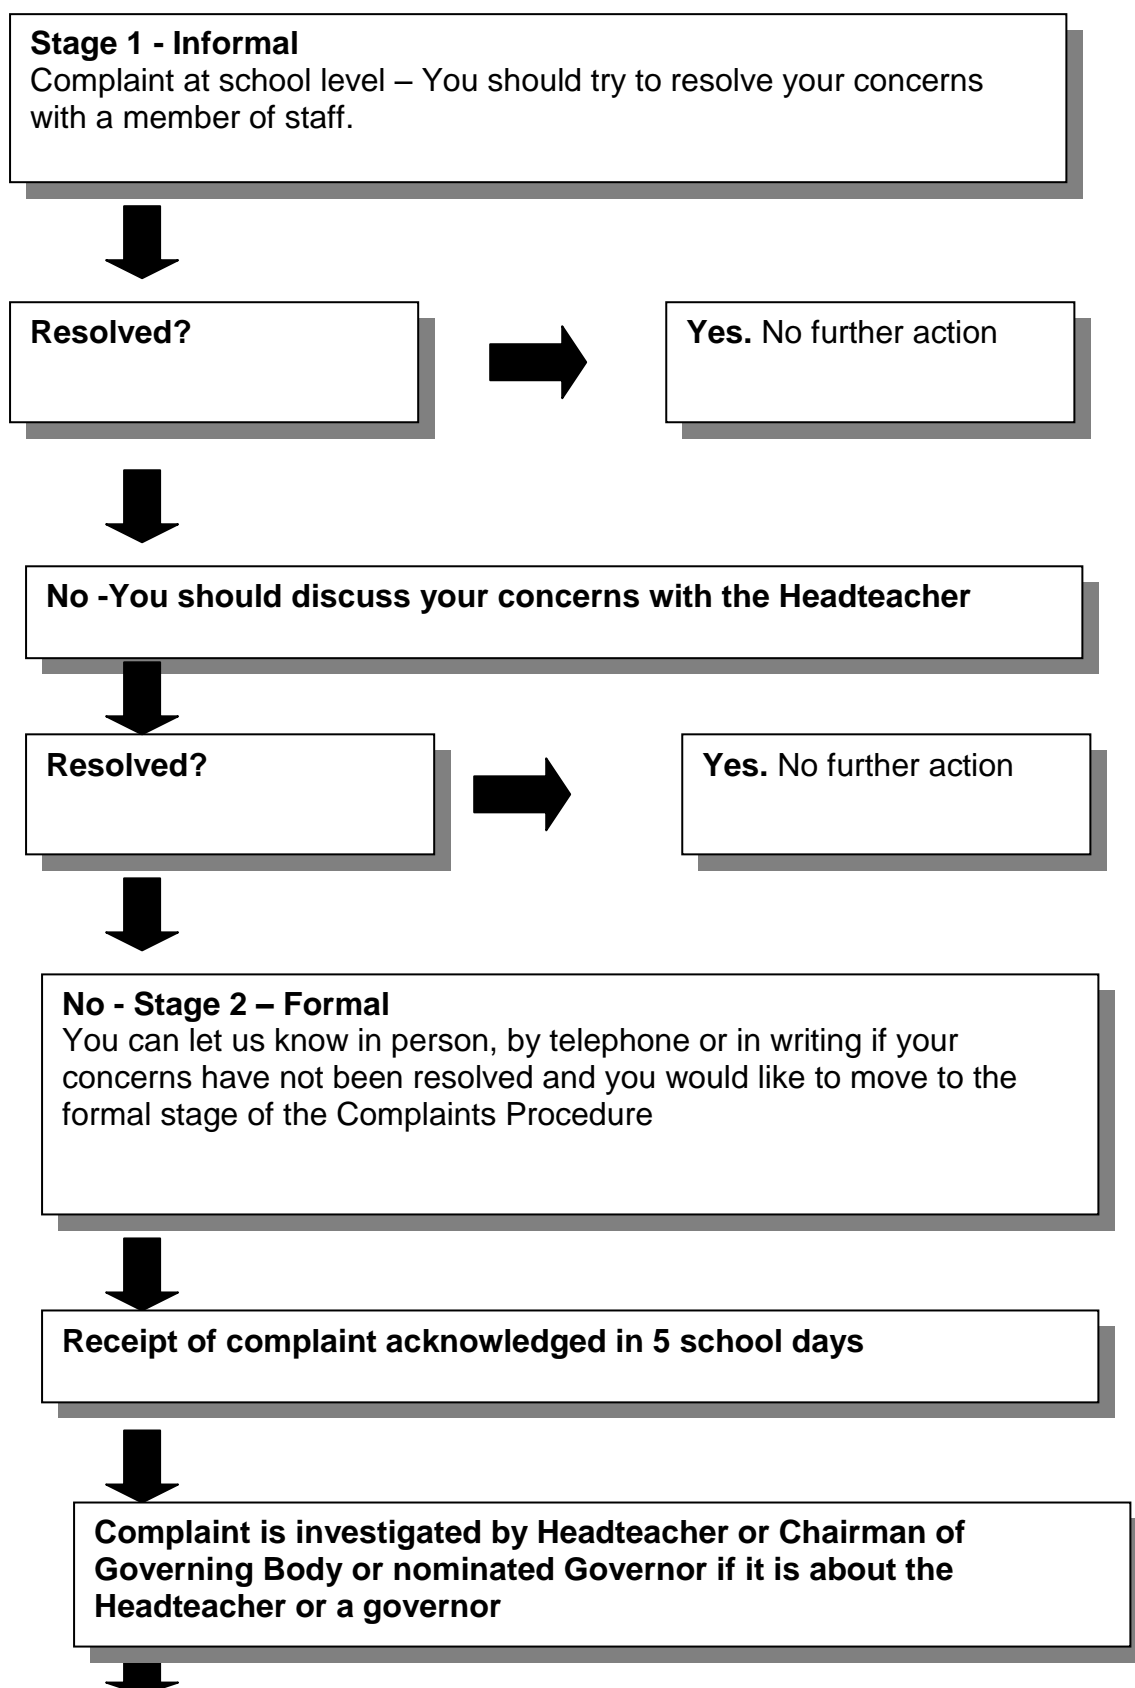 Stage 1 - Informal
Complaint at school level – You should try to resolve your concerns
with a member of staff.
Resolved?
Yes. No further action
No -You should discuss your concerns with the Headteacher
Resolved?
Yes. No further action
No - Stage 2 – Formal
You can let us know in person, by telephone or in writing if your
concerns have not been resolved and you would like to move to the
formal stage of the Complaints Procedure
Receipt of complaint acknowledged in 5 school days
Complaint is investigated by Headteacher or Chairman of
Governing Body or nominated Governor if it is about the
Headteacher or a governor